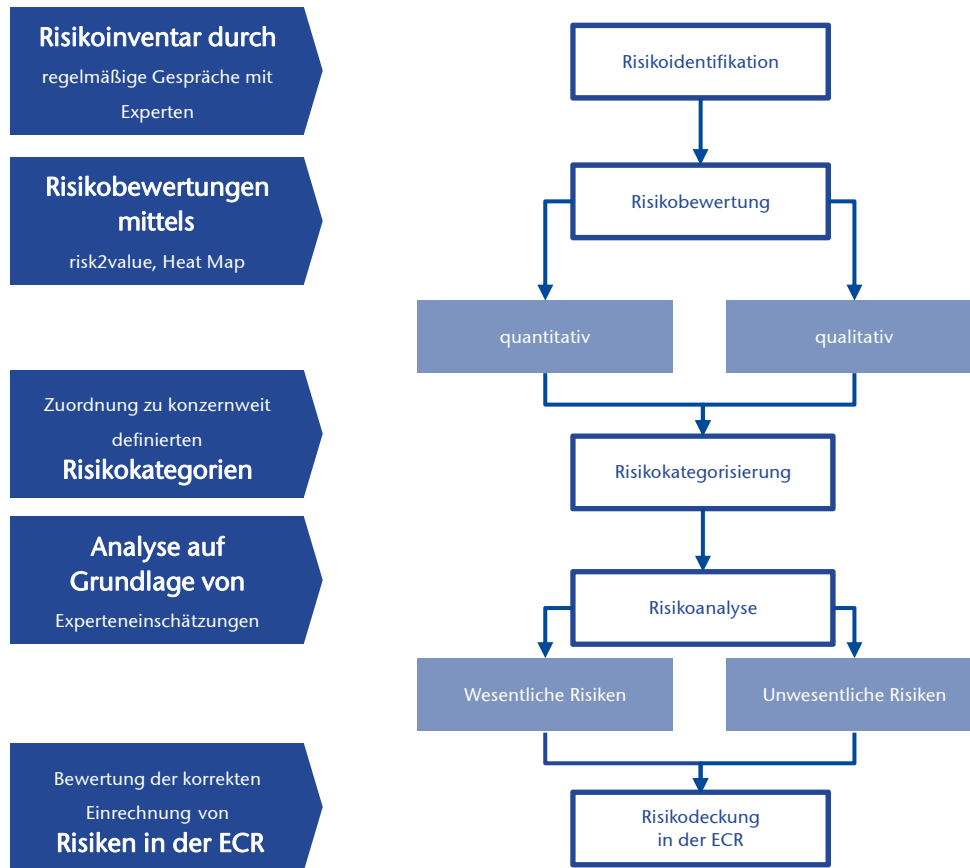 Risikoinventar durch
regelmäßige Gespräche mit
Experten
Risikoidentifikation
Risikobewertungen
mittels
risk2value, Heat Map
Risikobewertung
quantitativ
qualitativ
Zuordnung zu konzernweit
definierten
Risikokategorien
Risikokategorisierung
Analyse auf
Grundlage von
Experteneinschätzungen
Risikoanalyse
Wesentliche Risiken
Unwesentliche Risiken
Bewertung der korrekten
Einrechnung von
Risiken in der ECR
Risikodeckung
in der ECR